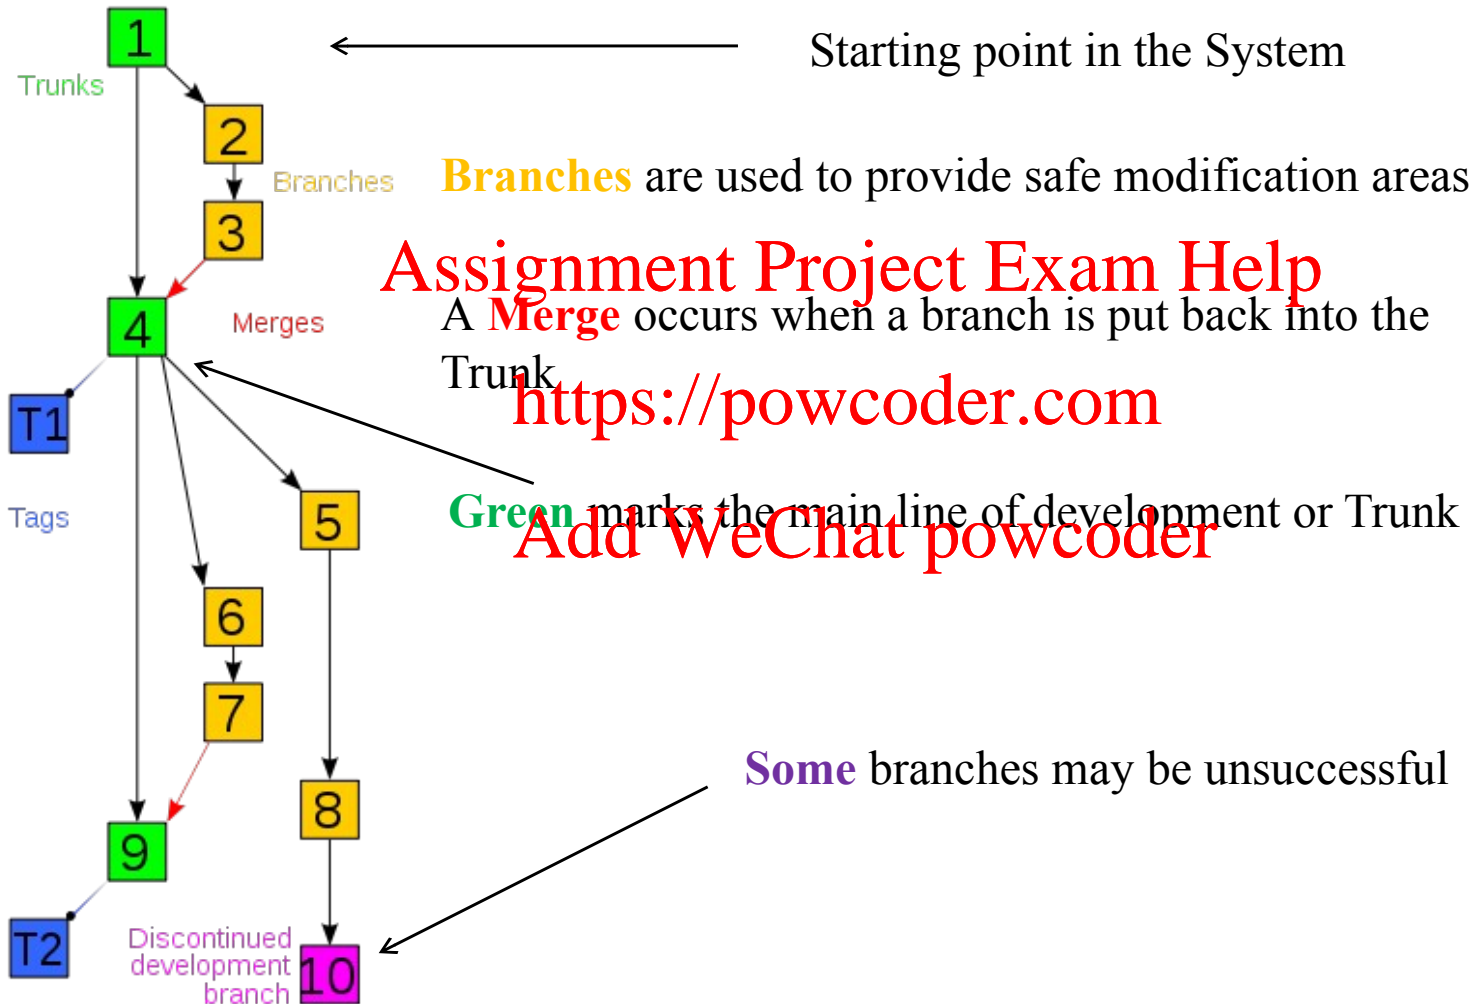 1
Starting point in the System
Trunks
2
Branches
Branches are used to provide safe modification areas
3
Assignment Project Exam Help
4
Merges
A Merge occurs when a branch is put back into the
Trunk
https://powcoder.com
T1
Tags
5
Green marks the main line of development or Trunk
Add WeChat powcoder
6
7
Some branches may be unsuccessful
8
9
T2
Discontinued
development
branch
10